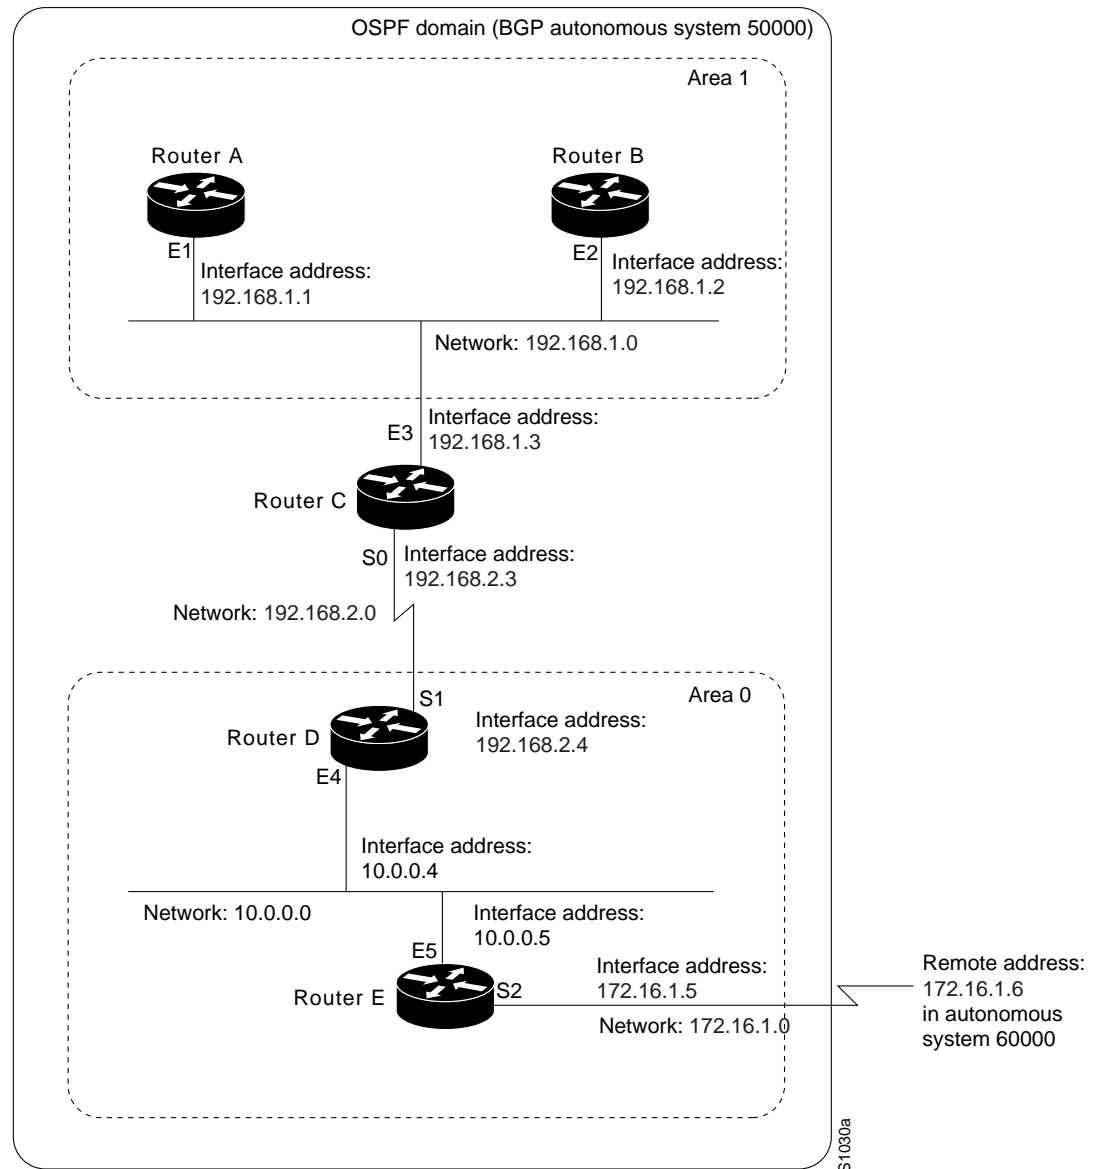 OSPF domain (BGP autonomous system 50000)
Area 1
Router A
Router B
E1
Interface address:
192.168.1.1
E2
Interface address:
192.168.1.2
Network: 192.168.1.0
E3
Interface address:
192.168.1.3
Router C
S0
Interface address:
192.168.2.3
Network: 192.168.2.0
Area 0
S1
Interface address:
192.168.2.4
Router D
E4
Interface address:
10.0.0.4
Network: 10.0.0.0
Interface address:
10.0.0.5
E5
Router E
S2
Interface address:
172.16.1.5
Network: 172.16.1.0
Remote address:
172.16.1.6
in autonomous
system 60000
S1030a